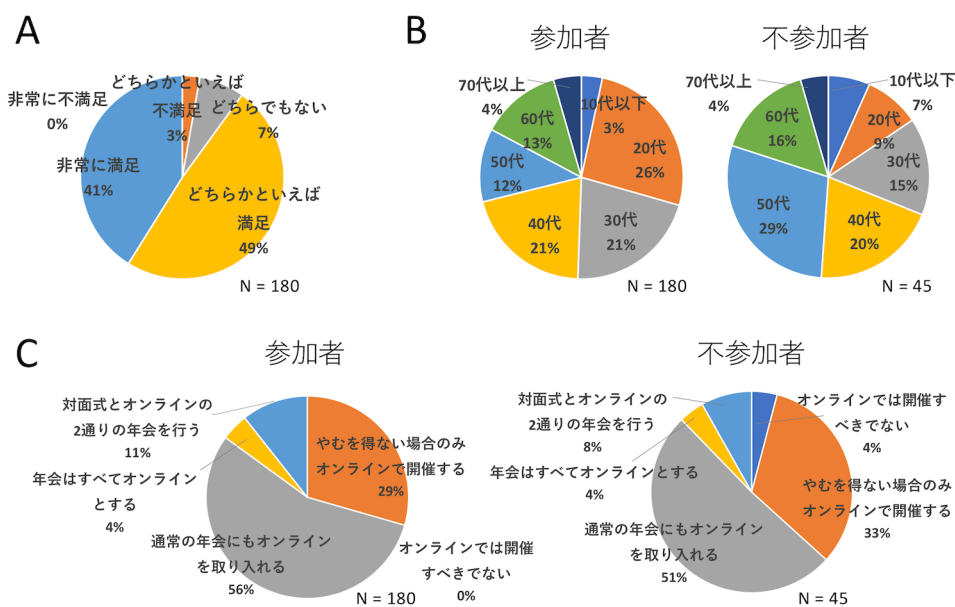 A
どちらかといえば
不満足
3%
非常に不満足
0%
どちらでもない
7%
非常に満足
41%
どちらかといえば
満足
49%
N = 180
B
参加者
70代以上
4%
10代以下
3%
60代
13%
20代
26%
50代
12%
40代
21%
30代
21%
N = 180
不参加者
70代以上
4%
10代以下
7%
60代
16%
20代
9%
30代
15%
50代
29%
40代
20%
N = 45
C
参加者
対面式とオンラインの
2通りの年会を行う
11%
やむを得ない場合のみ
オンラインで開催する
29%
年会はすべてオンライン
とする
4%
通常の年会にもオンライン
を取り入れる
56%
オンラインでは開催
すべきでない
0%
N = 180
不参加者
対面式とオンラインの
2通りの年会を行う
8%
オンラインでは開催す
べきでない
4%
年会はすべてオンラインとする
4%
やむを得ない場合のみ
オンラインで開催する
33%
通常の年会にもオンライン
を取り入れる
51%
N = 45